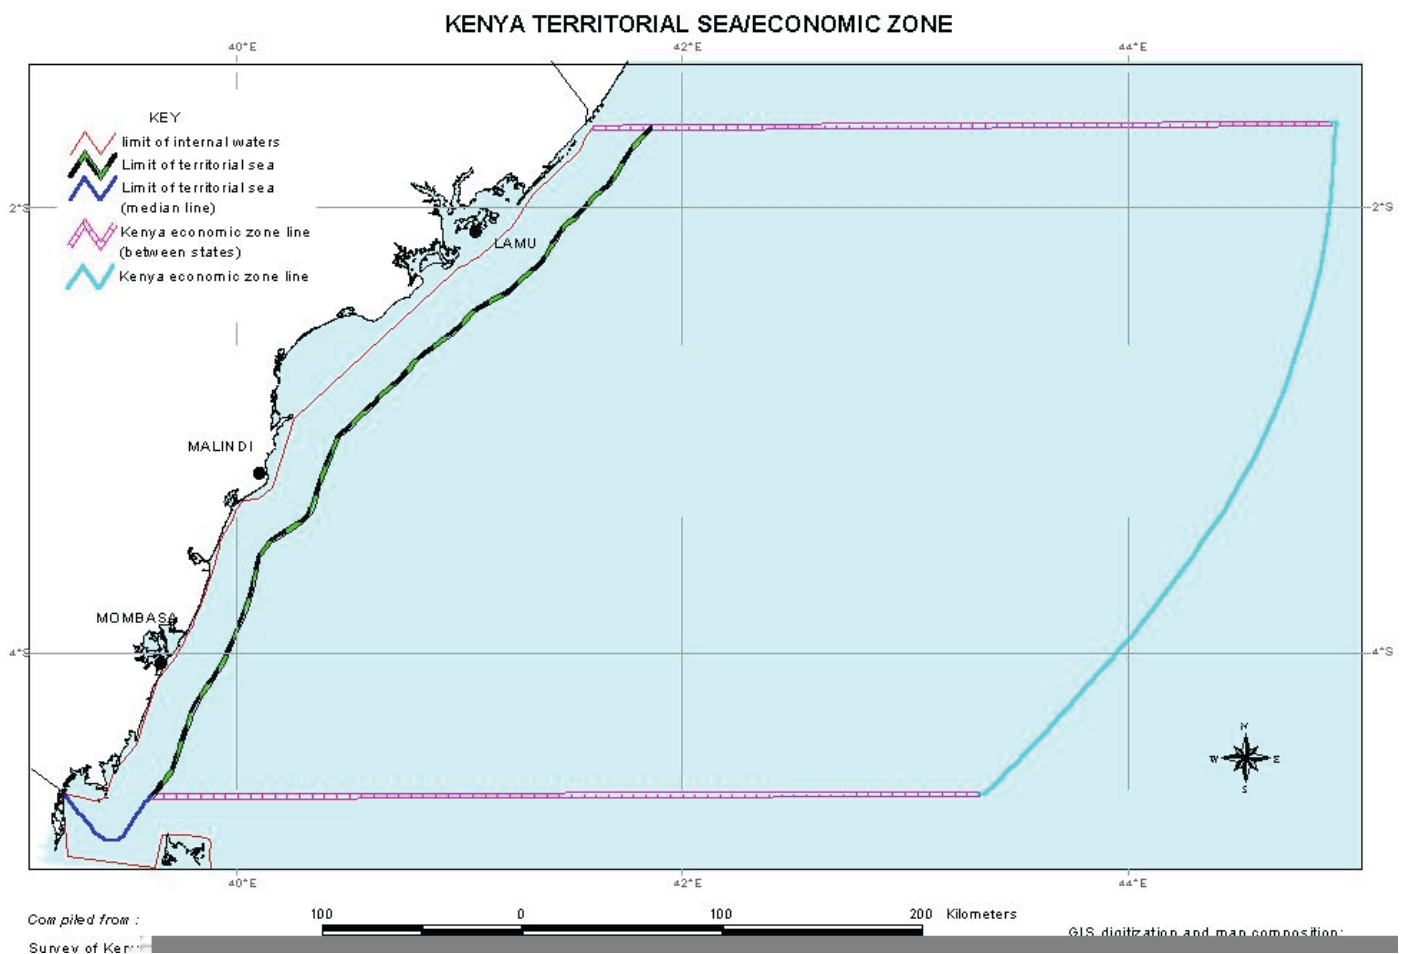 KENYA TERRITORIAL SEA/ECONOMIC ZONE
40°E 42°E 44°E
KEY
limit of internal waters
Limit of territorial sea
Limit of territorial sea
(median line)
Kenya economic zone line
(between states)
Kenya economic zone line
2°S 2°S
LAMU
MALINDI
MOMBASA
4°S 4°S
N
W E
S
40°E 42°E 44°E
Compiled from :
100 0 100 200 Kilometers
GIS digitization and map composition:
Survey of